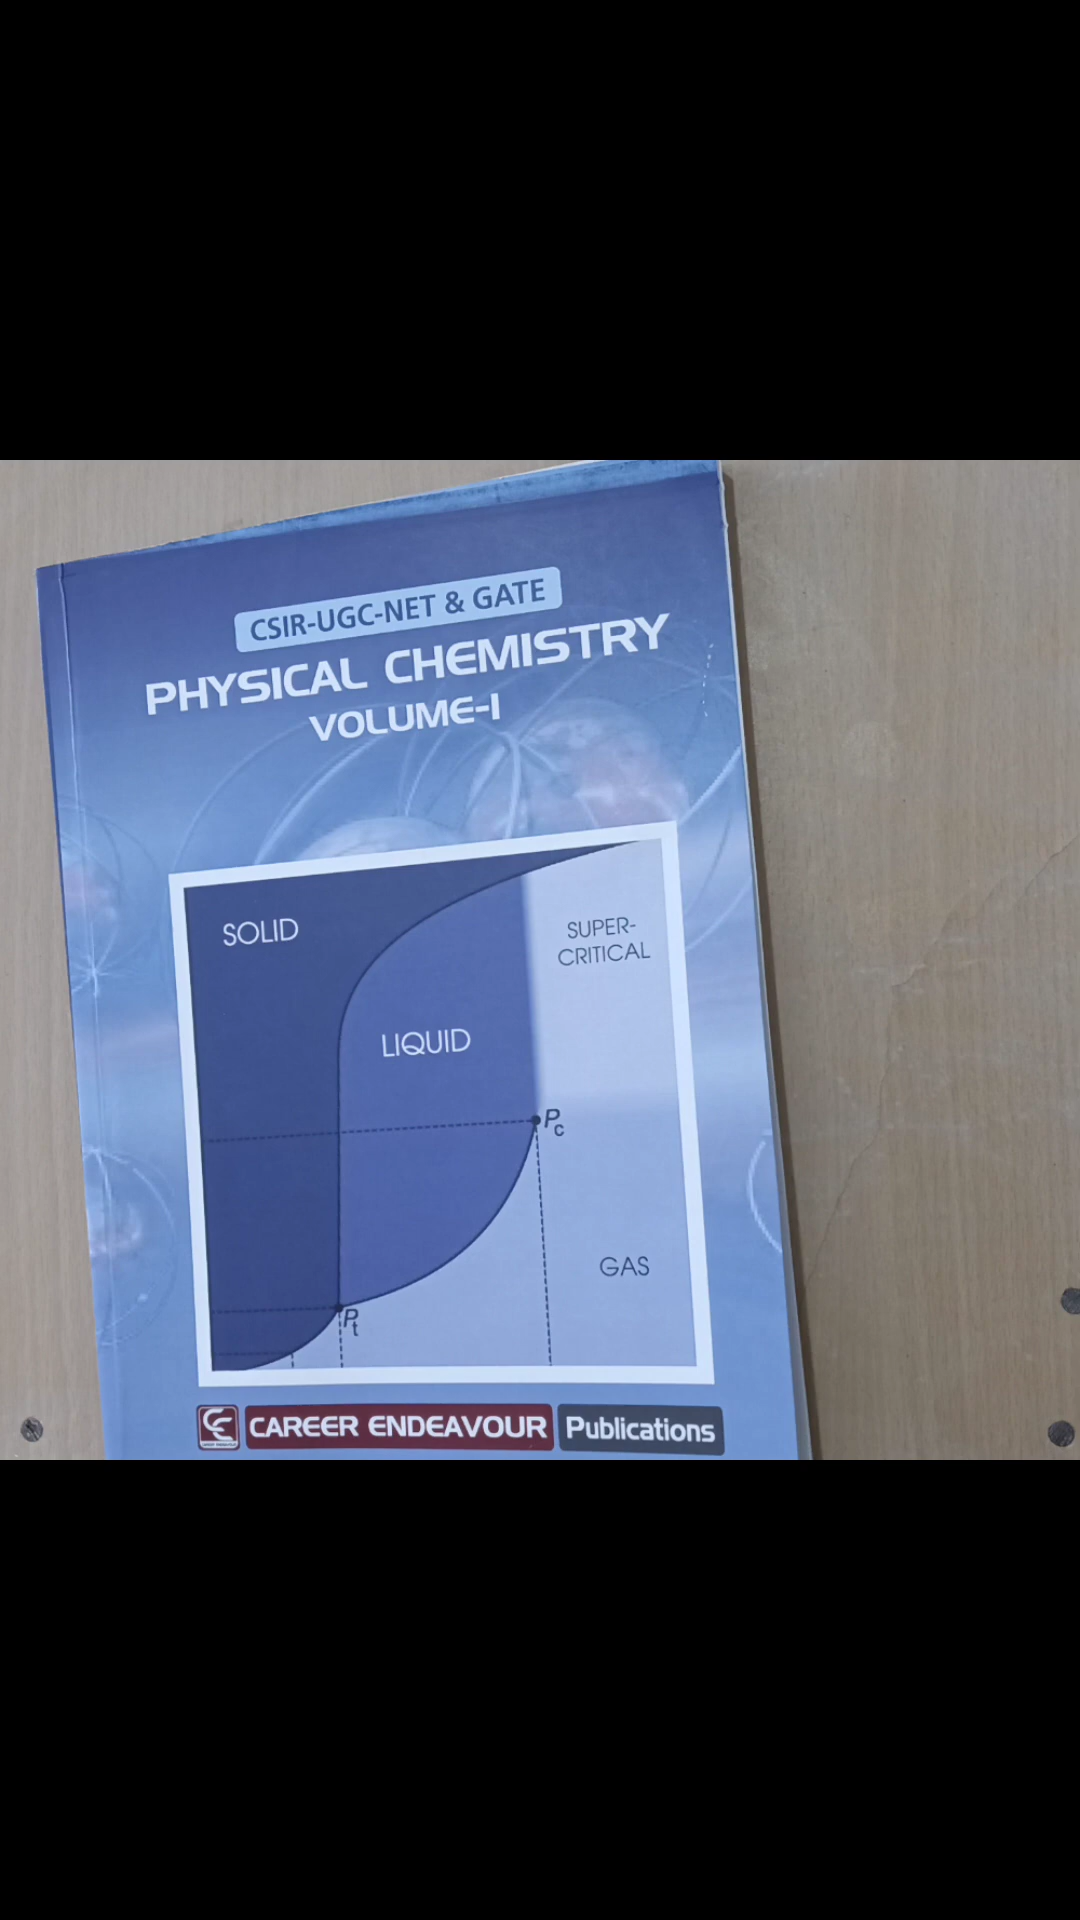 CSIR-UGC-NET & GATE
PHYSICAL CHEMISTRY
VOLUME-I
SOLID
SUPER-
CRITICAL
LIQUID
Pc
GAS
Pt
CAREER ENDEAVOUR Publications